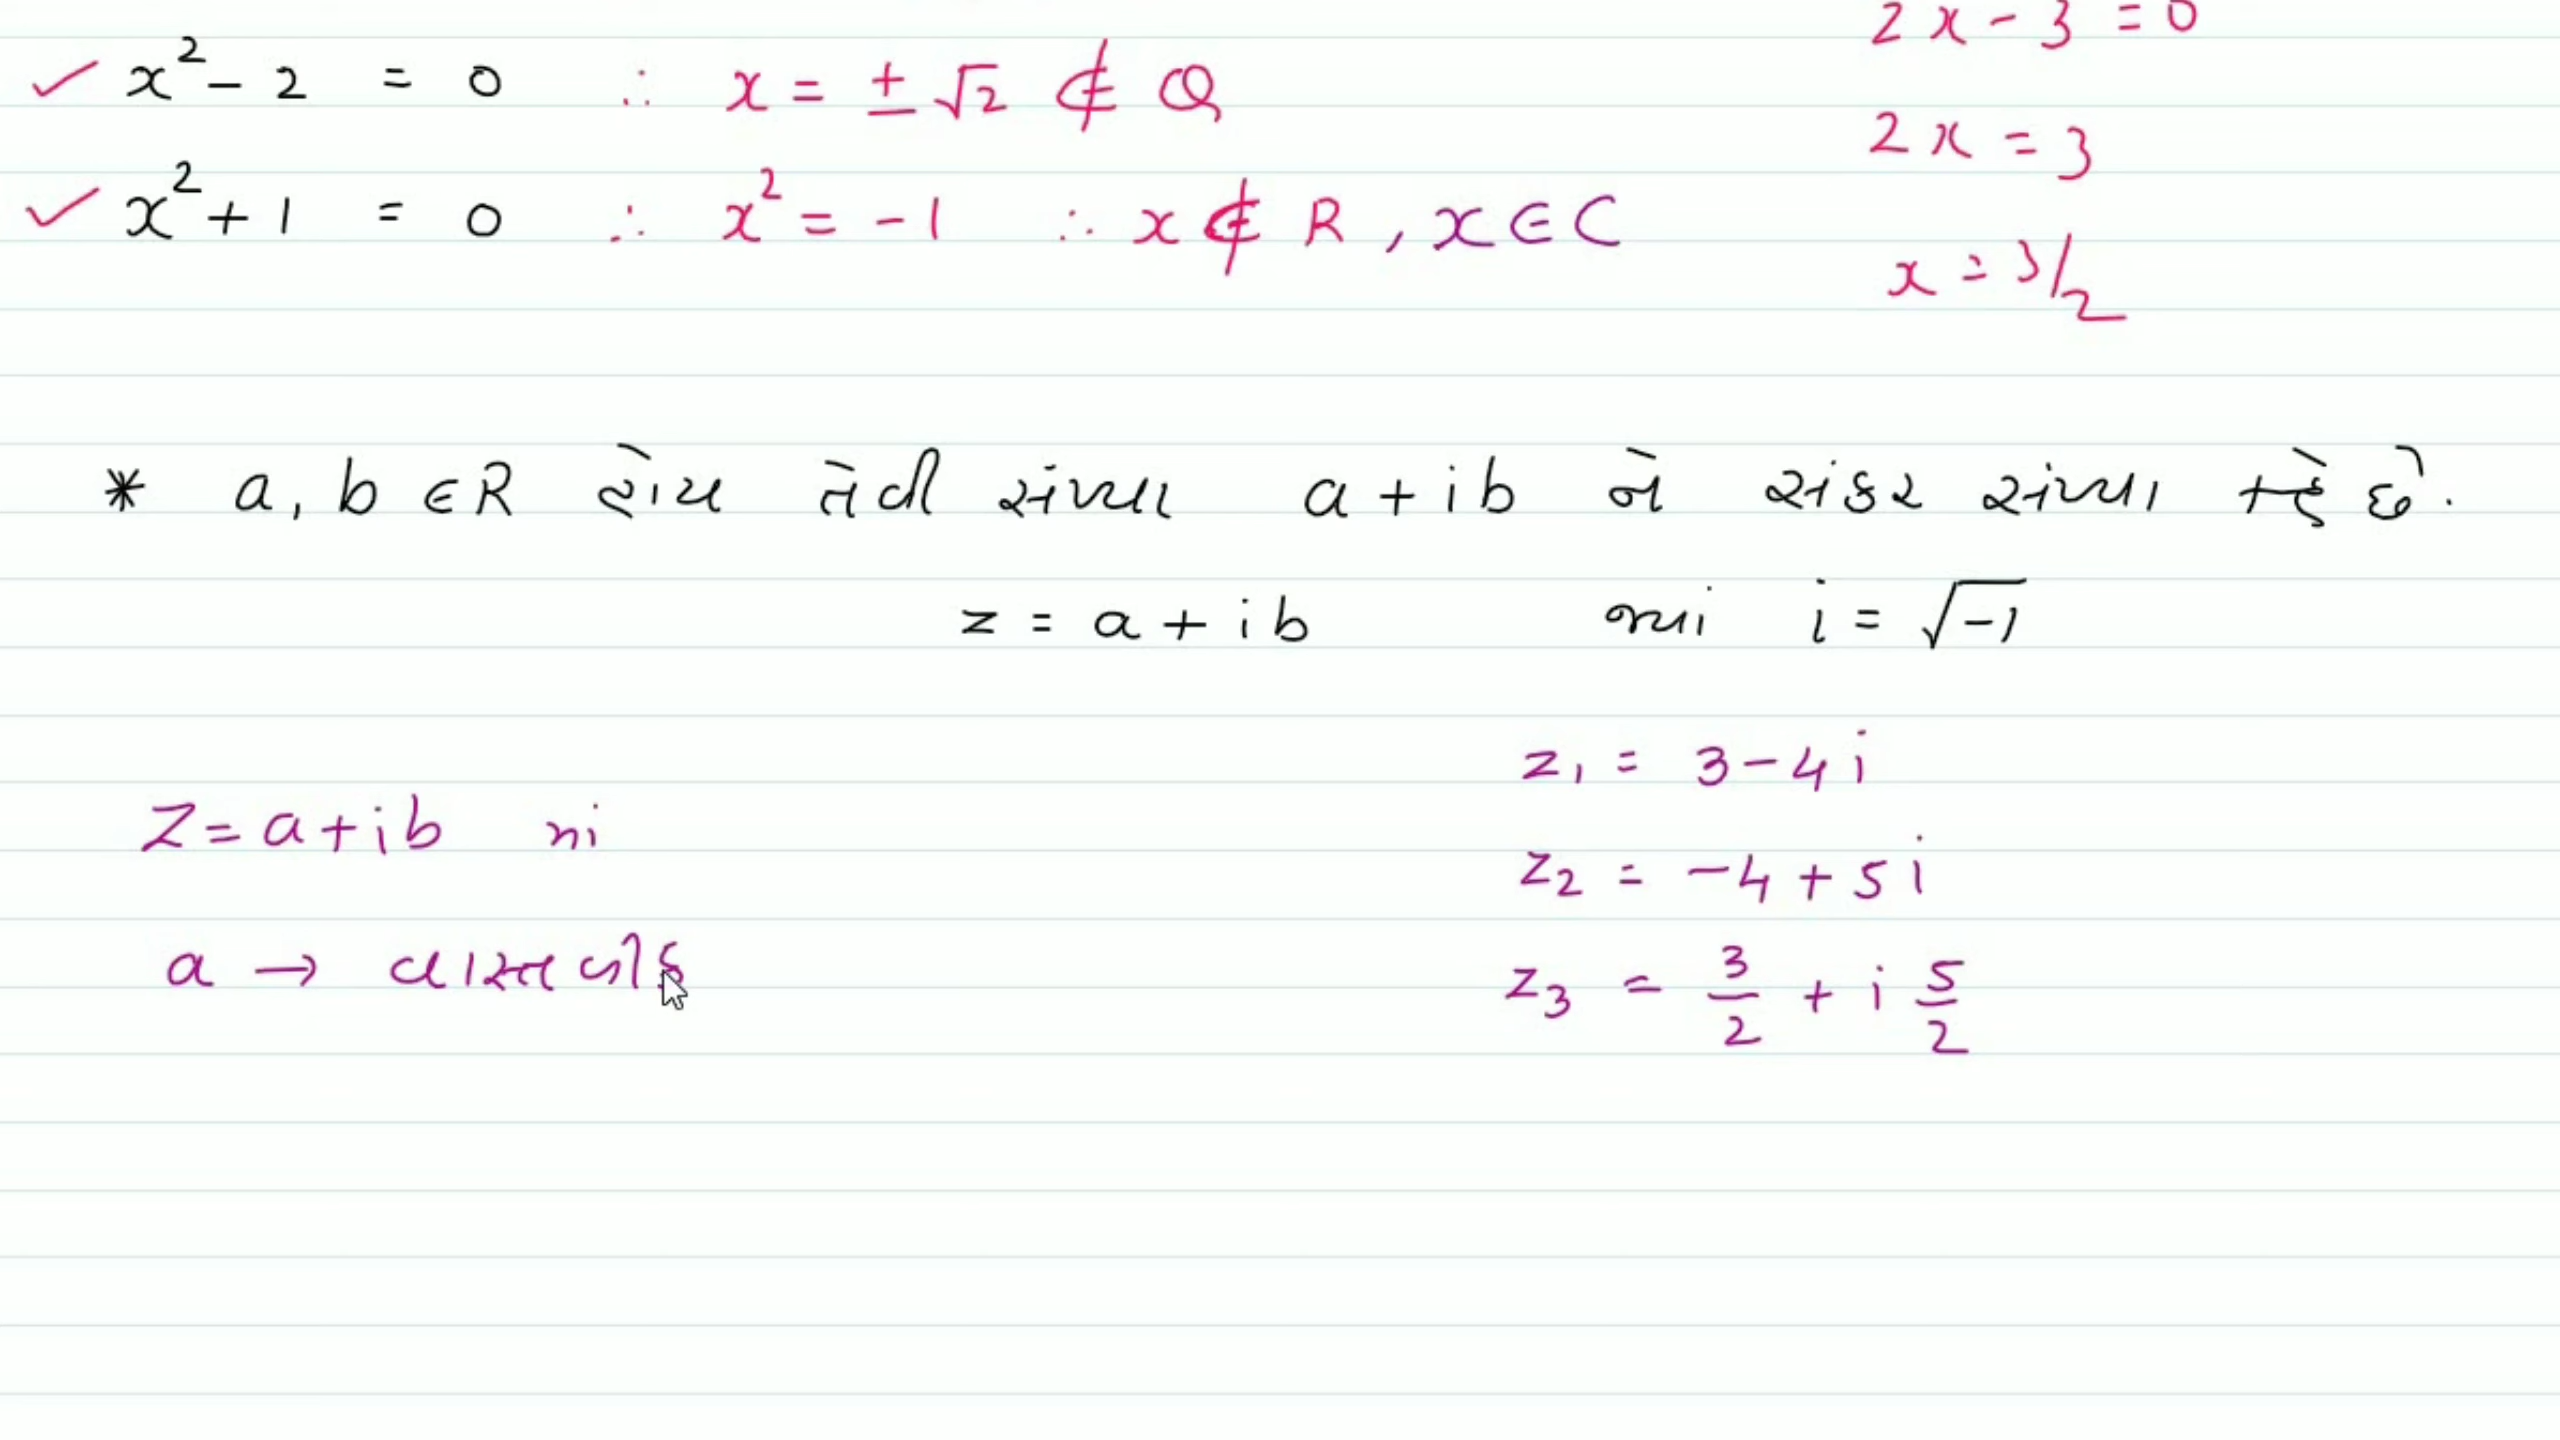 2x - 3 = 0
✓ x² - 2 = 0 ∴ x = ± √2 ∉ Q
2x = 3
✓ x² + 1 = 0 ∴ x² = -1 ∴ x ∉ R , x ∈ C
x = 3/2
* a, b ∈ R હોય તેવી સંખ્યા a + ib ને સંકર સંખ્યા કહે છે.
z = a + ib જ્યાં i = √-1
z₁ = 3 - 4i
Z = a + ib માં
z₂ = -4 + 5i
a → વાસ્તવીક
z₃ = 3/2 + i 5/2